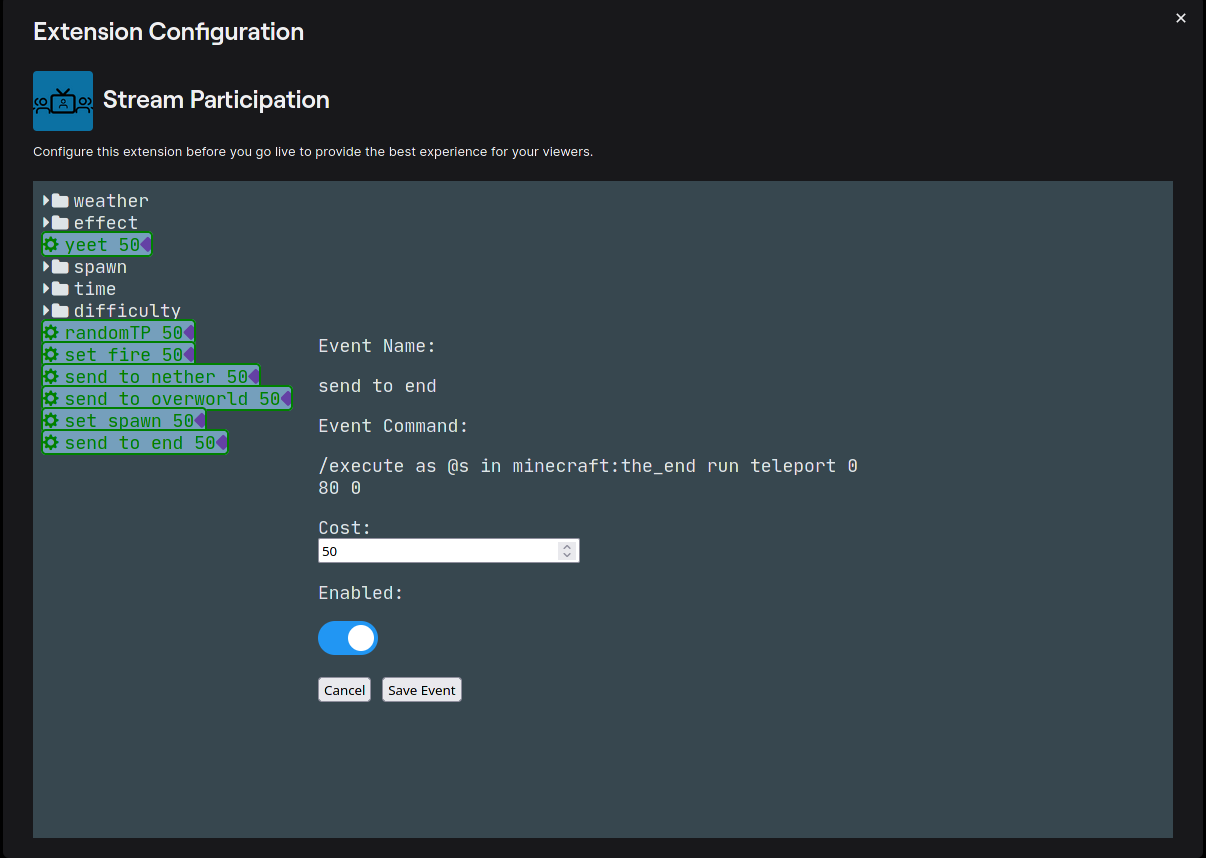 Extension Configuration
Stream Participation
Configure this extension before you go live to provide the best experience for your viewers.
weather
effect
yeet 50
spawn
time
difficulty
randomTP 50
set fire 50
send to nether 50
send to overworld 50
set spawn 50
send to end 50
Event Name:
send to end
Event Command:
/execute as @s in minecraft:the_end run teleport 0
80 0
Cost:
50
Enabled:
Cancel Save Event